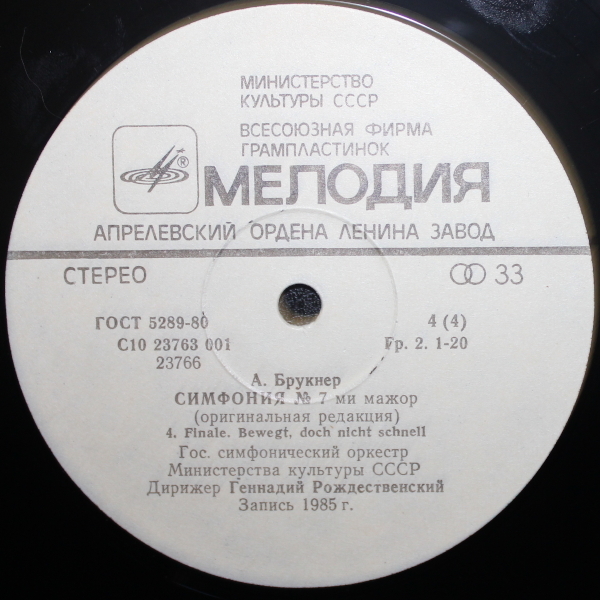 МИНИСТЕРСТВО
КУЛЬТУРЫ СССР
ВСЕСОЮЗНАЯ ФИРМА
ГРАМПЛАСТИНОК
®
МЕЛОДИЯ
АПРЕЛЕВСКИЙ ОРДЕНА ЛЕНИНА ЗАВОД
СТЕРЕО 33
ГОСТ 5289-80 4 (4)
С10 23763 001 Гр. 2. 1-20
23766
А. Брукнер
СИМФОНИЯ № 7 ми мажор
(оригинальная редакция)
4. Finale. Bewegt, doch nicht schnell
Гос. симфонический оркестр
Министерства культуры СССР
Дирижер Геннадий Рождественский
Запись 1985 г.